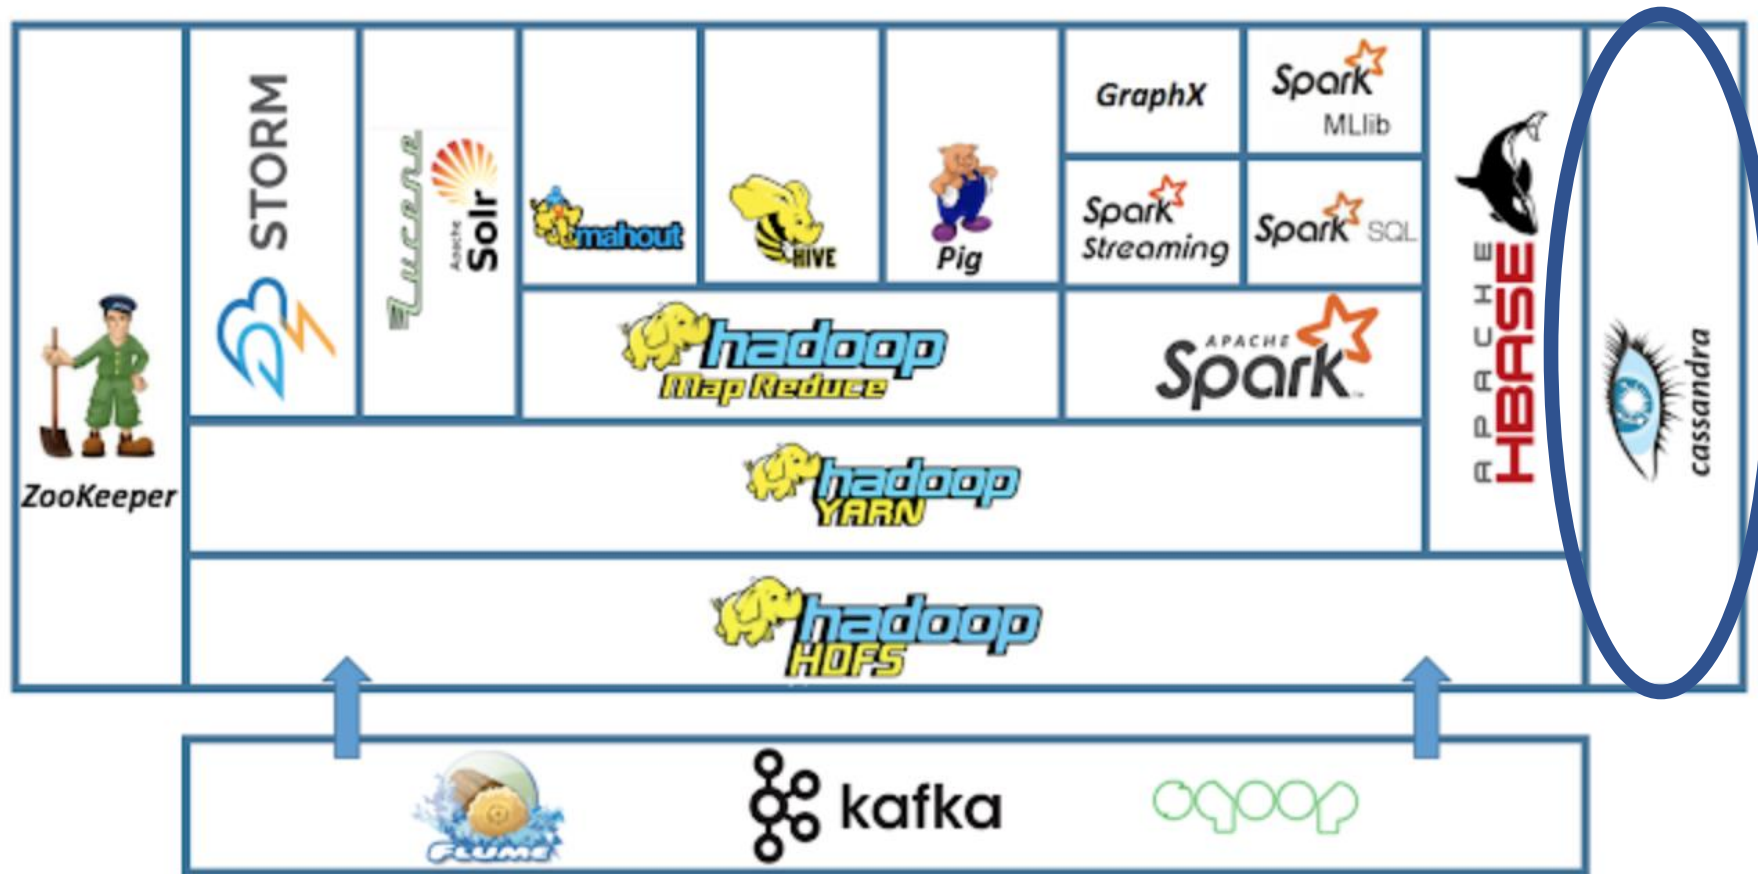 ZooKeeper
STORM
Lucene
Apache
Solr
mahout
HIVE
Pig
GraphX
Spark
MLlib
Spark
Streaming
Spark SQL
hadoop
Map Reduce
APACHE
Spark
APACHE
HBASE
cassandra
hadoop
YARN
hadoop
HDFS
FLUME
kafka
sqoop